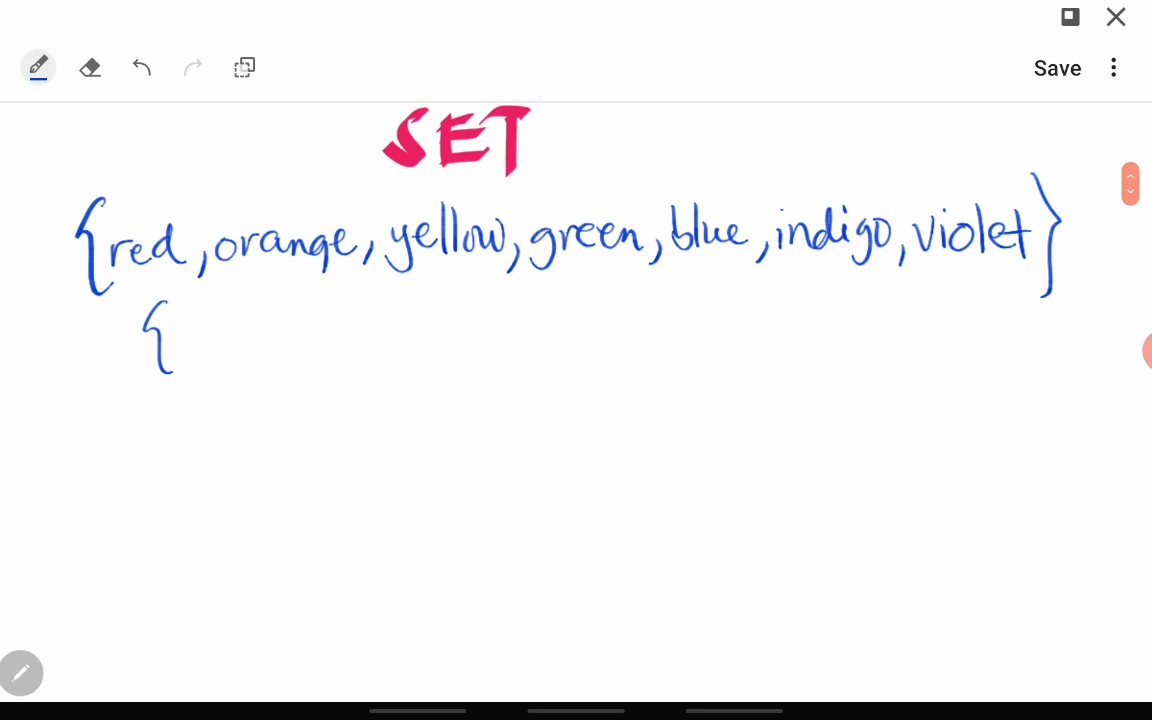 Save
SET
{red, orange, yellow, green, blue, indigo, violet}
{